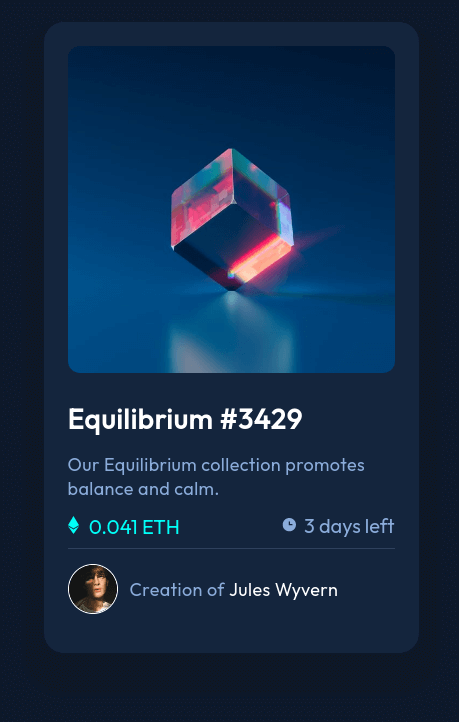 Equilibrium #3429
Our Equilibrium collection promotes
balance and calm.
0.041 ETH
3 days left
Creation of Jules Wyvern